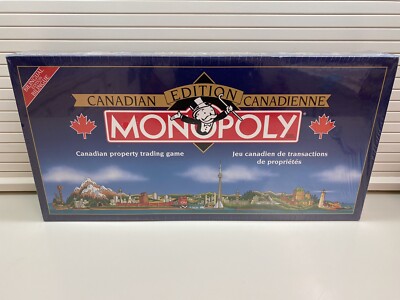 BILINGUAL
BILINGUE
EDITION
CANADIAN CANADIENNE
MONOPOLY
Canadian property trading game
Jeu canadien de transactions
de propriétés